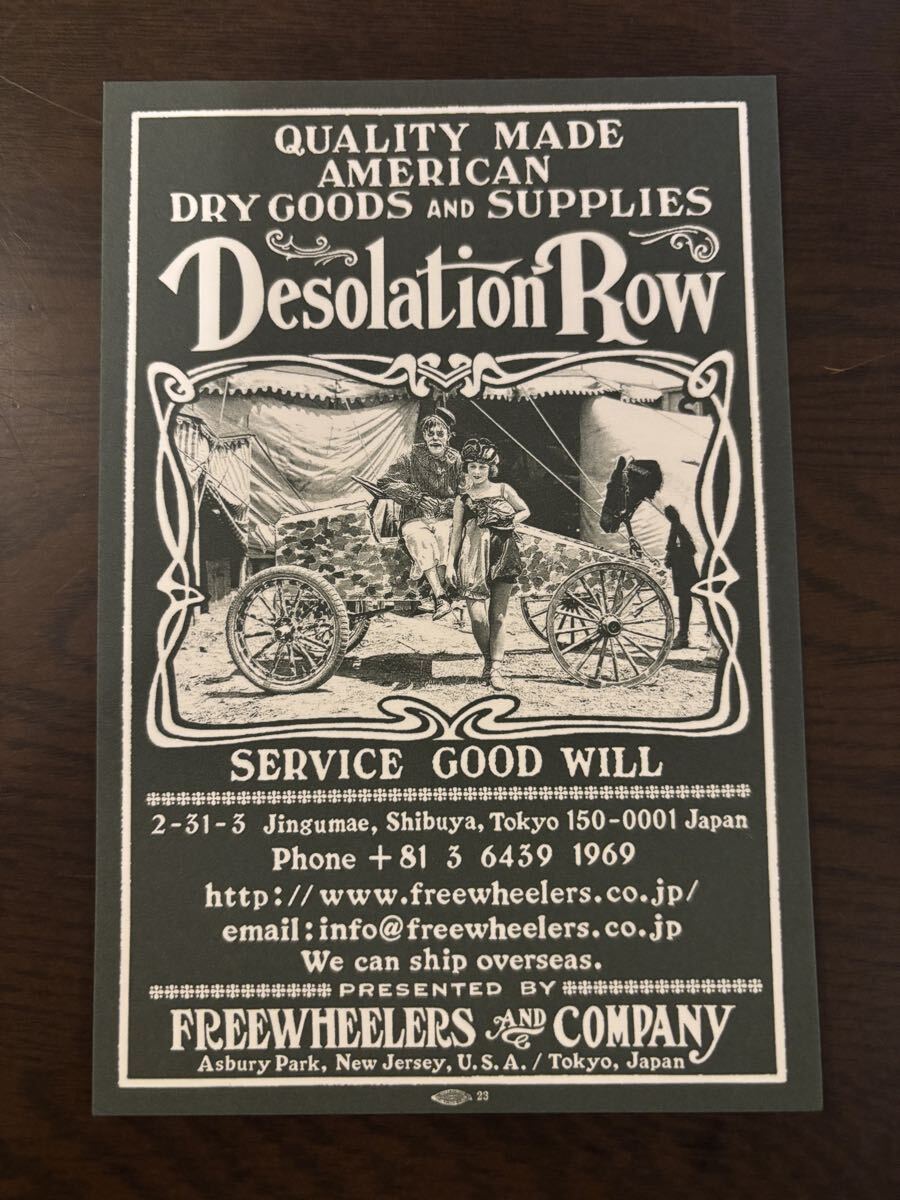 QUALITY MADE
AMERICAN
DRY GOODS AND SUPPLIES
Desolation Row
SERVICE GOOD WILL
2-31-3 Jingumae, Shibuya, Tokyo 150-0001 Japan
Phone +81 3 6439 1969
http://www.freewheelers.co.jp/
email:info@freewheelers.co.jp
We can ship overseas.
PRESENTED BY
FREEWHEELERS AND COMPANY
Asbury Park, New Jersey, U.S.A. / Tokyo, Japan
23